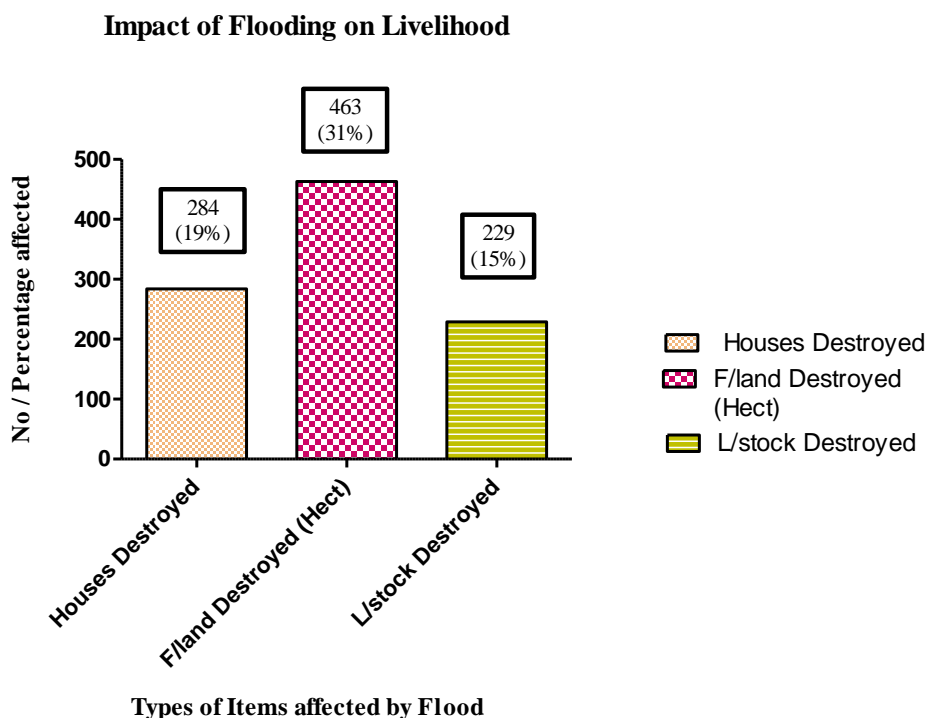 Impact of Flooding on Livelihood
463
(31%)
284
(19%)
229
(15%)
No / Percentage affected
500
400
300
200
100
0
Houses Destroyed
F/land Destroyed (Hect)
L/stock Destroyed
Types of Items affected by Flood
Houses Destroyed
F/land Destroyed
(Hect)
L/stock Destroyed